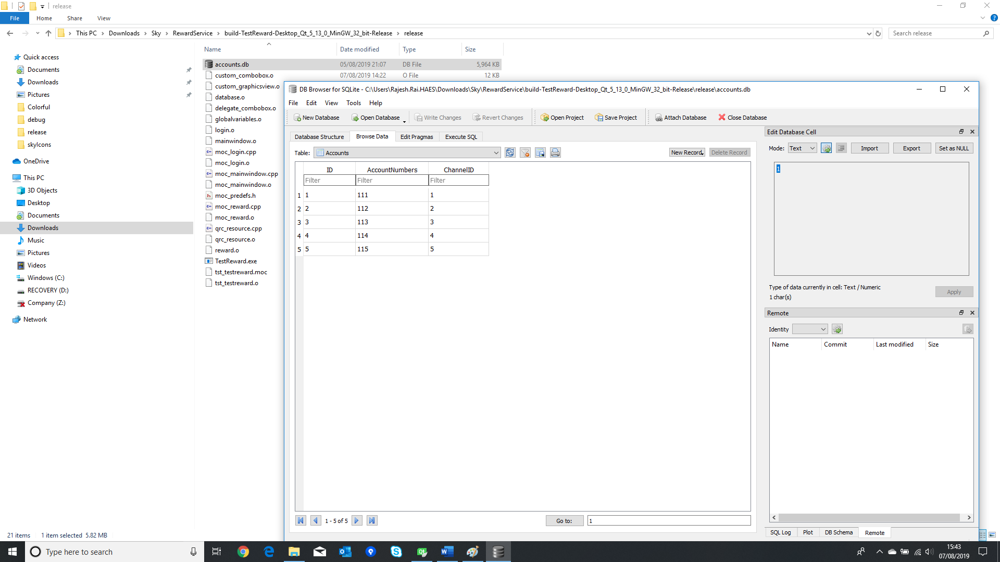 release
File Home Share View
This PC > Downloads > Sky > RewardService > build-TestReward-Desktop_Qt_5_13_0_MinGW_32_bit-Release > release
Search release
Quick access
Documents
Downloads
Pictures
Colorful
debug
release
skyIcons
OneDrive
This PC
3D Objects
Desktop
Documents
Downloads
Music
Pictures
Videos
Windows (C:)
RECOVERY (D:)
Company (Z:)
Network
Name Date modified Type Size
accounts.db 05/08/2019 21:07 DB File 5,964 KB
custom_combobox.o 07/08/2019 14:22 O File 12 KB
custom_graphicsview.o
database.o
delegate_combobox.o
globalvariables.o
login.o
mainwindow.o
moc_login.cpp
moc_login.o
moc_mainwindow.cpp
moc_mainwindow.o
moc_predefs.h
moc_reward.cpp
moc_reward.o
qrc_resource.cpp
qrc_resource.o
reward.o
TestReward.exe
tst_testreward.moc
tst_testreward.o
DB Browser for SQLite - C:\Users\Rajesh.Rai.HAES\Downloads\Sky\RewardService\build-TestReward-Desktop_Qt_5_13_0_MinGW_32_bit-Release\release\accounts.db
File Edit View Tools Help
New Database Open Database Write Changes Revert Changes Open Project Save Project Attach Database Close Database
Database Structure Browse Data Edit Pragmas Execute SQL
Table: Accounts New Record Delete Record
ID AccountNumbers ChannelID
Filter Filter Filter
1 1 111 1
2 2 112 2
3 3 113 3
4 4 114 4
5 5 115 5
1 - 5 of 5 Go to: 1
Edit Database Cell
Mode: Text Import Export Set as NULL
1
Type of data currently in cell: Text / Numeric
1 char(s)
Apply
Remote
Identity
Name Commit Last modified Size
SQL Log Plot DB Schema Remote
21 items 1 item selected 5.82 MB
Type here to search
15:43
07/08/2019